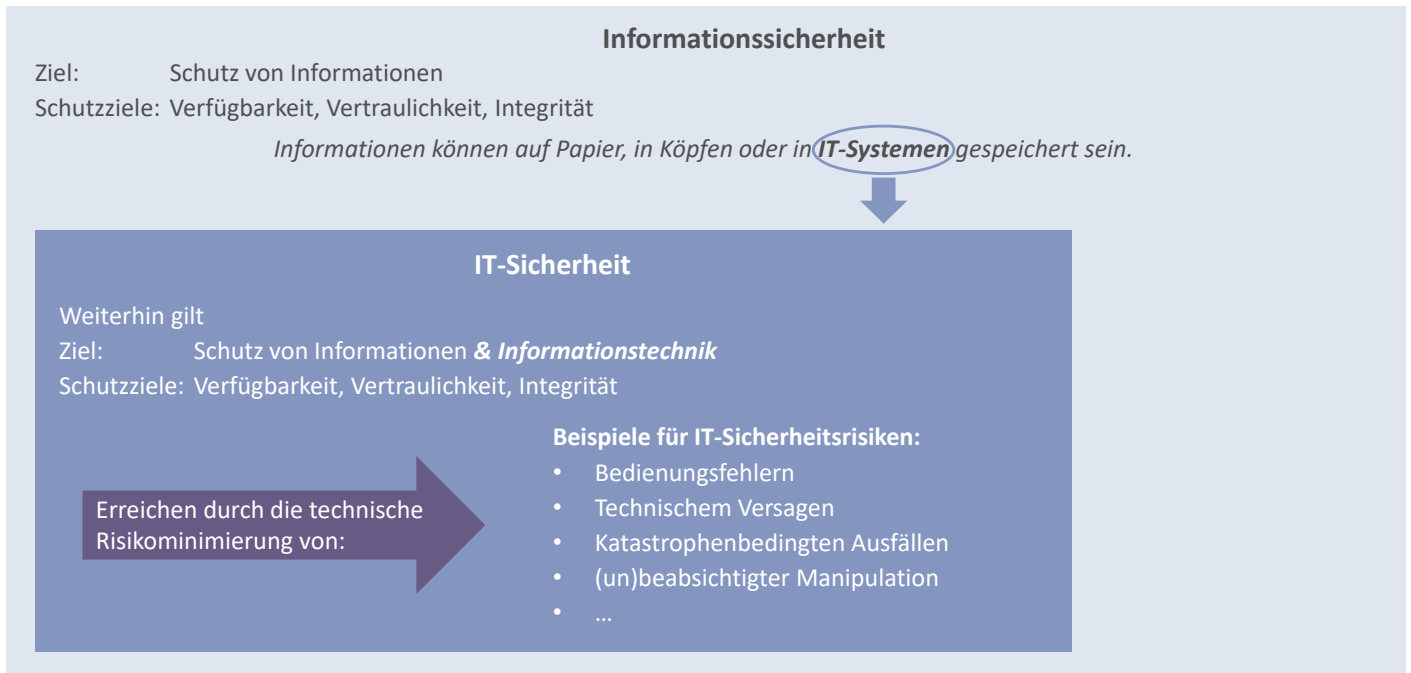 Informationssicherheit
Ziel: Schutz von Informationen
Schutzziele: Verfügbarkeit, Vertraulichkeit, Integrität
Informationen können auf Papier, in Köpfen oder in IT-Systemen gespeichert sein.
IT-Sicherheit
Weiterhin gilt
Ziel: Schutz von Informationen & Informationstechnik
Schutzziele: Verfügbarkeit, Vertraulichkeit, Integrität
Erreichen durch die technische
Risikominimierung von:
Beispiele für IT-Sicherheitsrisiken:
• Bedienungsfehlern
• Technischem Versagen
• Katastrophenbedingten Ausfällen
• (un)beabsichtigter Manipulation
• ...